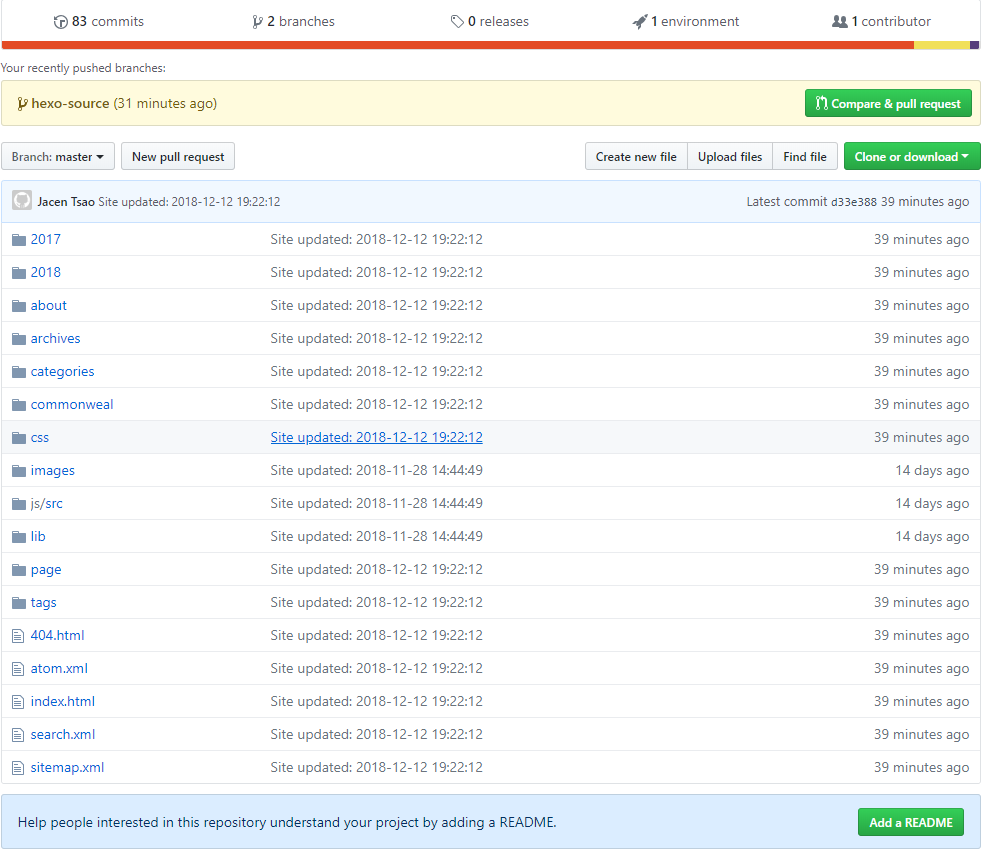 83 commits 2 branches 0 releases 1 environment 1 contributor
Your recently pushed branches:
hexo-source (31 minutes ago) Compare & pull request
Branch: master New pull request Create new file Upload files Find file Clone or download
Jacen Tsao Site updated: 2018-12-12 19:22:12 Latest commit d33e388 39 minutes ago
2017 Site updated: 2018-12-12 19:22:12 39 minutes ago
2018 Site updated: 2018-12-12 19:22:12 39 minutes ago
about Site updated: 2018-12-12 19:22:12 39 minutes ago
archives Site updated: 2018-12-12 19:22:12 39 minutes ago
categories Site updated: 2018-12-12 19:22:12 39 minutes ago
commonweal Site updated: 2018-12-12 19:22:12 39 minutes ago
css Site updated: 2018-12-12 19:22:12 39 minutes ago
images Site updated: 2018-11-28 14:44:49 14 days ago
js/src Site updated: 2018-11-28 14:44:49 14 days ago
lib Site updated: 2018-11-28 14:44:49 14 days ago
page Site updated: 2018-12-12 19:22:12 39 minutes ago
tags Site updated: 2018-12-12 19:22:12 39 minutes ago
404.html Site updated: 2018-12-12 19:22:12 39 minutes ago
atom.xml Site updated: 2018-12-12 19:22:12 39 minutes ago
index.html Site updated: 2018-12-12 19:22:12 39 minutes ago
search.xml Site updated: 2018-12-12 19:22:12 39 minutes ago
sitemap.xml Site updated: 2018-12-12 19:22:12 39 minutes ago
Help people interested in this repository understand your project by adding a README. Add a README